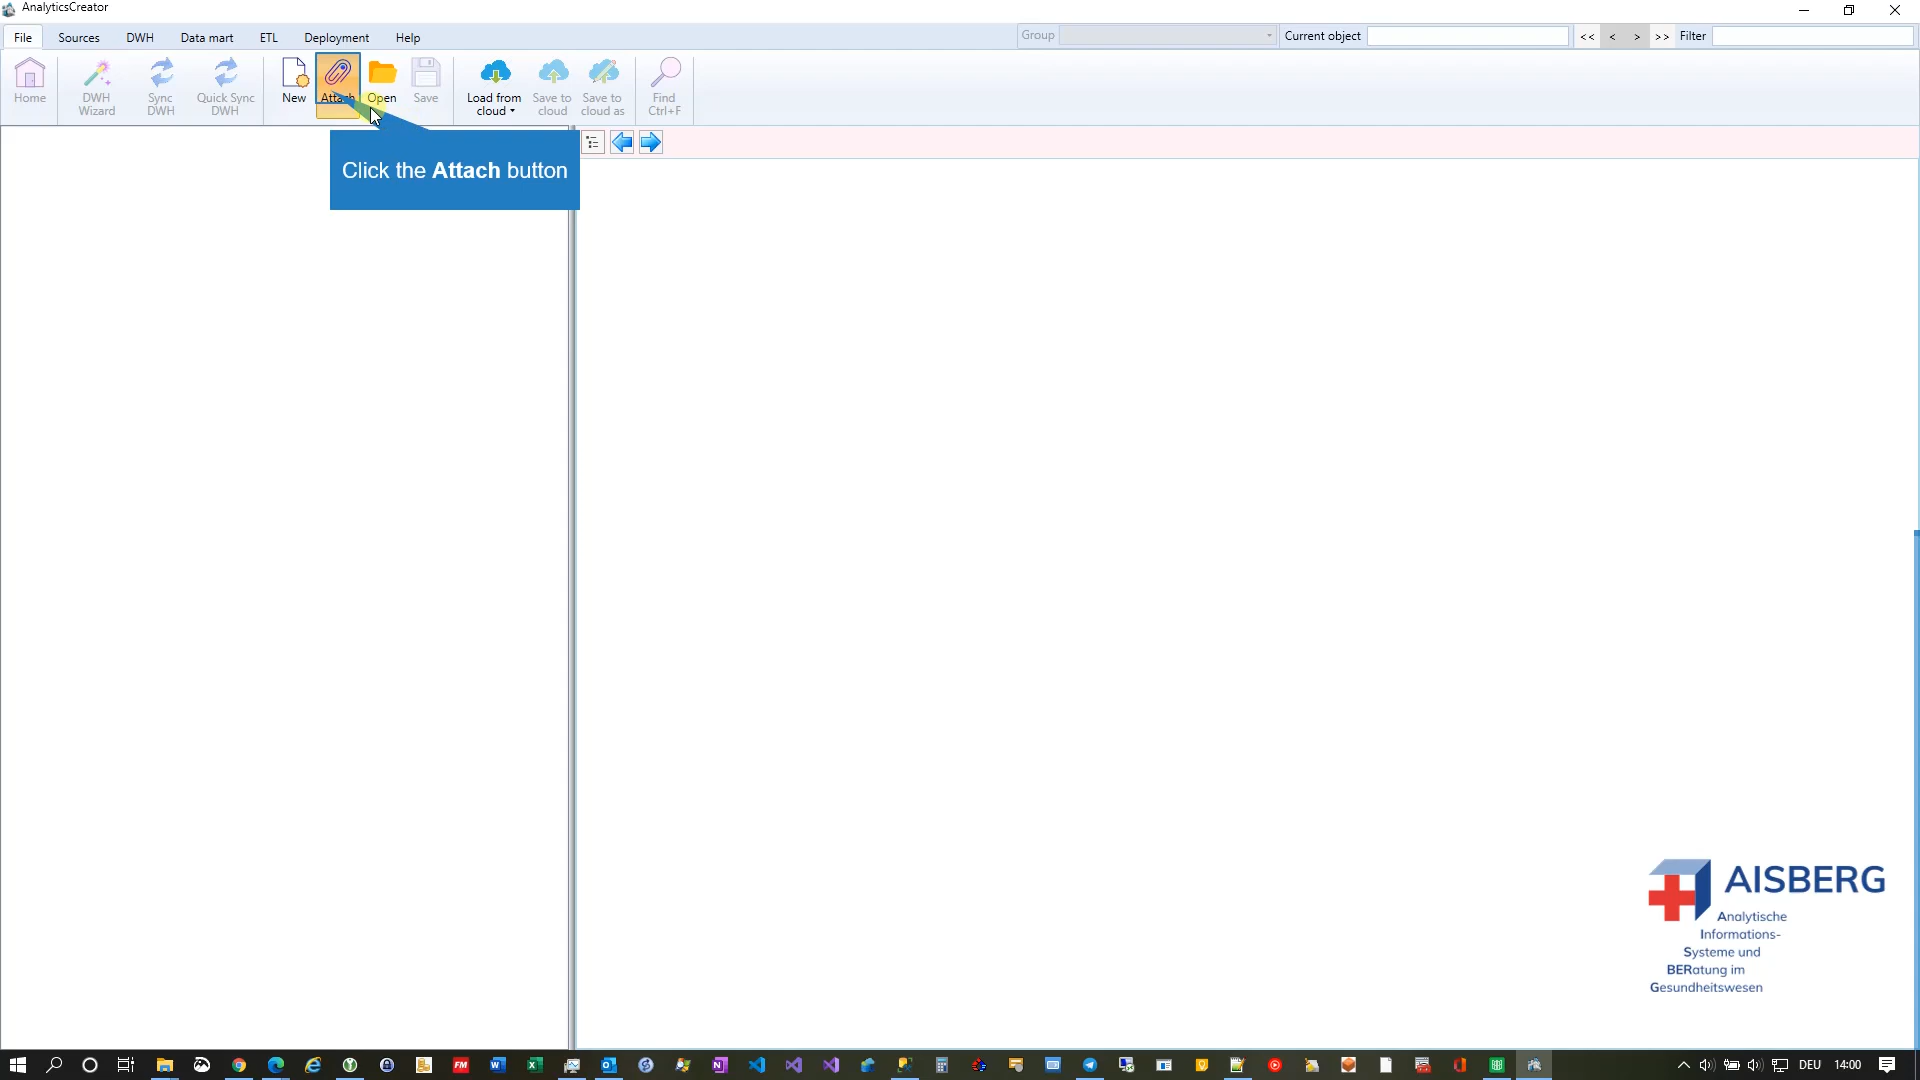 AnalyticsCreator
File Sources DWH Data mart ETL Deployment Help
Group Current object << < > >> Filter
Home
DWH
Wizard
Sync
DWH
Quick Sync
DWH
New
Attach
Open
Save
Load from
cloud
Save to
cloud
Save to
cloud as
Find
Ctrl+F
Click the Attach button
AISBERG
Analytische
Informations-
Systeme und
BERatung im
Gesundheitswesen
DEU 14:00